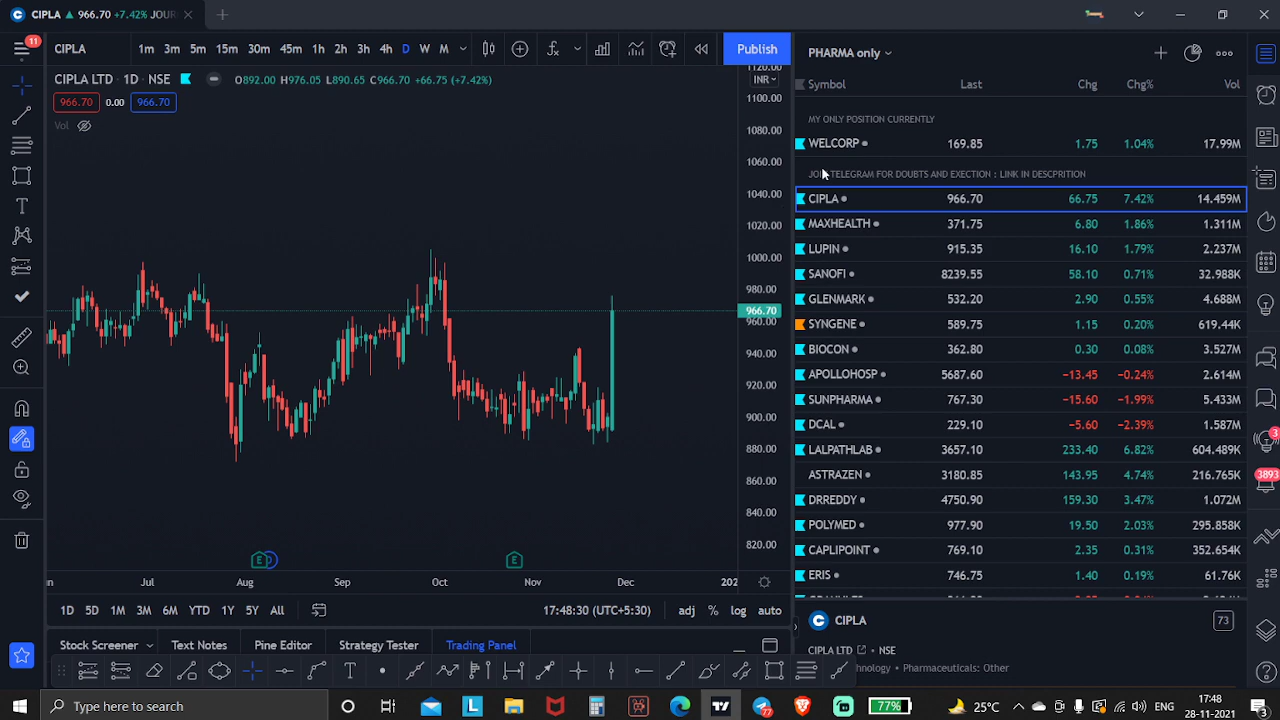 CIPLA ▲ 966.70 +7.42% JOUR
11
CIPLA
1m 3m 5m 15m 30m 45m 1h 2h 3h 4h D W M
Publish
CIPLA LTD · 1D · NSE O892.00 H976.05 L890.65 C966.70 +66.75 (+7.42%)
966.70 0.00 966.70
Vol
1120.00
INR
1100.00
1080.00
1060.00
1040.00
1020.00
1000.00
980.00
966.70
960.00
940.00
920.00
900.00
880.00
860.00
840.00
820.00
E D E
Jul Aug Sep Oct Nov Dec 202
1D 5D 1M 3M 6M YTD 1Y 5Y All
17:48:30 (UTC+5:30) adj % log auto
Stock Screener Text Notes Pine Editor Strategy Tester Trading Panel
PHARMA only
Symbol Last Chg Chg% Vol
MY ONLY POSITION CURRENTLY
WELCORP 169.85 1.75 1.04% 17.99M
TELEGRAM FOR DOUBTS AND EXECTION : LINK IN DESCPRITION
CIPLA 966.70 66.75 7.42% 14.459M
MAXHEALTH 371.75 6.80 1.86% 1.311M
LUPIN 915.35 16.10 1.79% 2.237M
SANOFI 8239.55 58.10 0.71% 32.988K
GLENMARK 532.20 2.90 0.55% 4.688M
SYNGENE 589.75 1.15 0.20% 619.44K
BIOCON 362.80 0.30 0.08% 3.527M
APOLLOHOSP 5687.60 −13.45 −0.24% 2.614M
SUNPHARMA 767.30 −15.60 −1.99% 5.433M
DCAL 229.10 −5.60 −2.39% 1.587M
LALPATHLAB 3657.10 233.40 6.82% 604.489K
ASTRAZEN 3180.85 143.95 4.74% 216.765K
DRREDDY 4750.90 159.30 3.47% 1.072M
POLYMED 977.90 19.50 2.03% 295.858K
CAPLIPOINT 769.10 2.35 0.31% 352.654K
ERIS 746.75 1.40 0.19% 61.76K
CIPLA
73
CIPLA LTD NSE
hnology • Pharmaceuticals: Other
3
3893
Type here to search
77
77%
25°C
ENG
17:48
28-11-2021
3